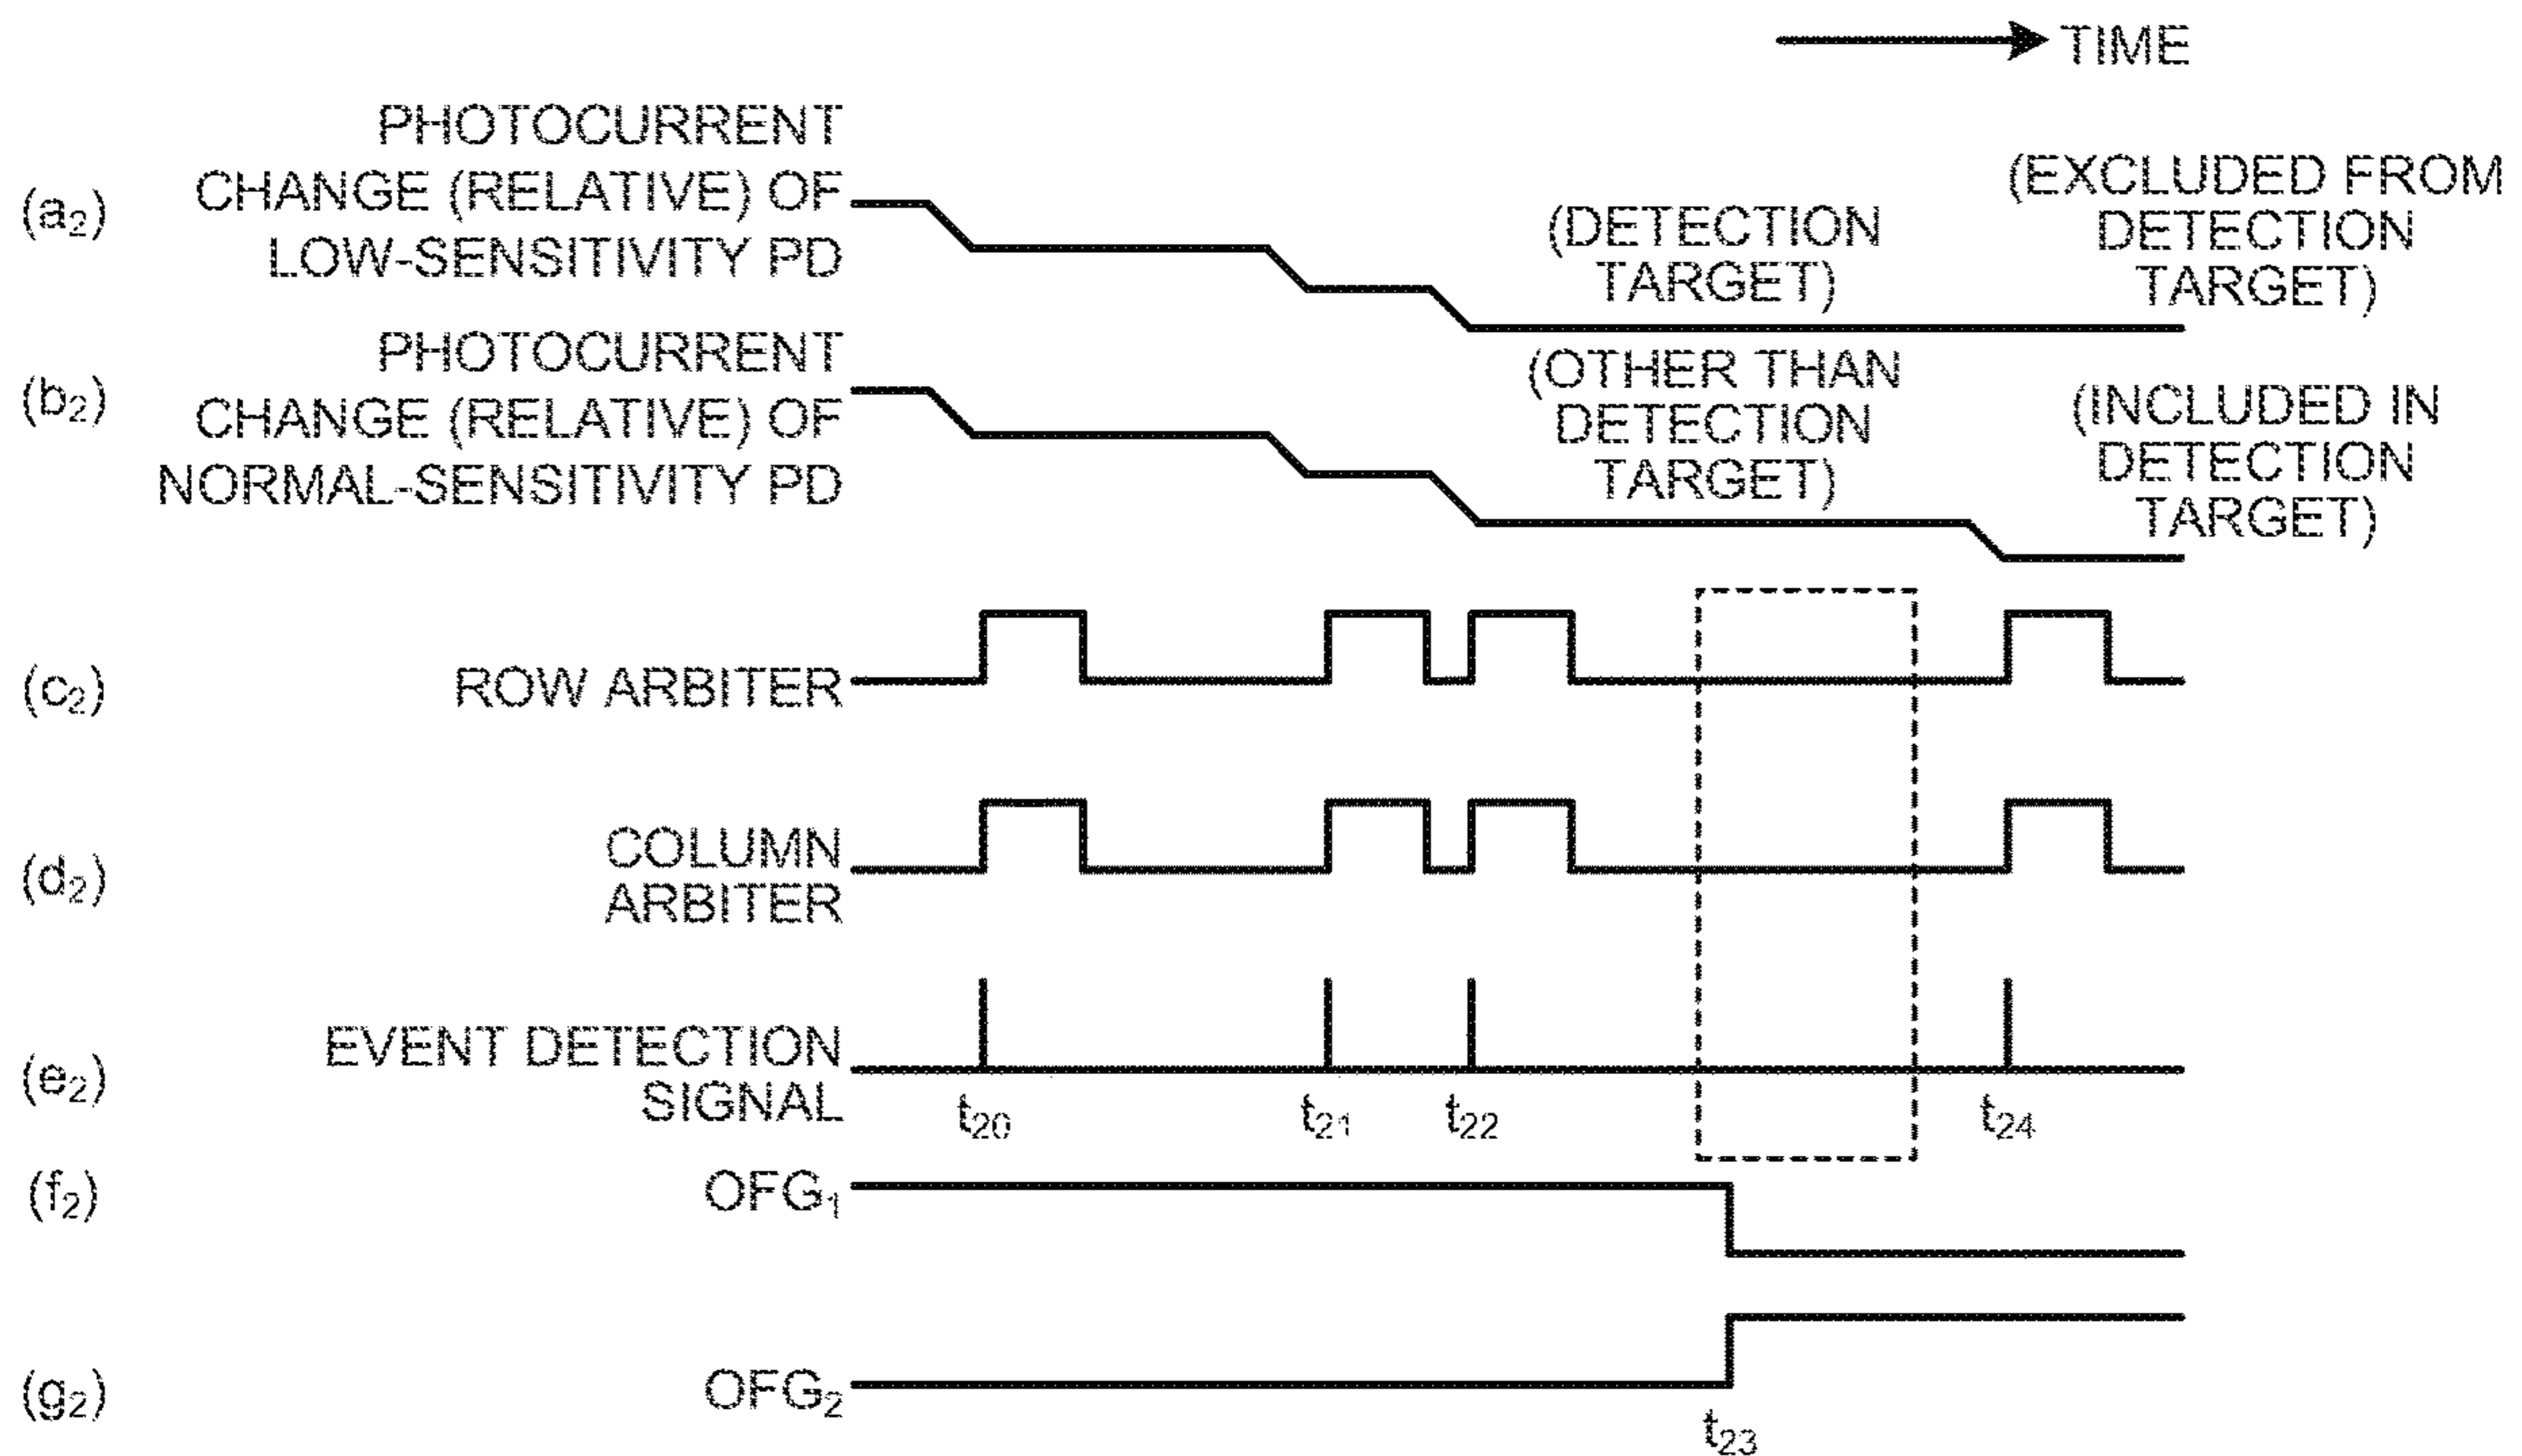 TIME
(a₂)
PHOTOCURRENT
CHANGE (RELATIVE) OF
LOW-SENSITIVITY PD
(DETECTION
TARGET)
(EXCLUDED FROM
DETECTION
TARGET)
(b₂)
PHOTOCURRENT
CHANGE (RELATIVE) OF
NORMAL-SENSITIVITY PD
(OTHER THAN
DETECTION
TARGET)
(INCLUDED IN
DETECTION
TARGET)
(c₂)
ROW ARBITER
(d₂)
COLUMN
ARBITER
(e₂)
EVENT DETECTION
SIGNAL
t₂₀
t₂₁
t₂₂
t₂₄
(f₂)
OFG₁
(g₂)
OFG₂
t₂₃